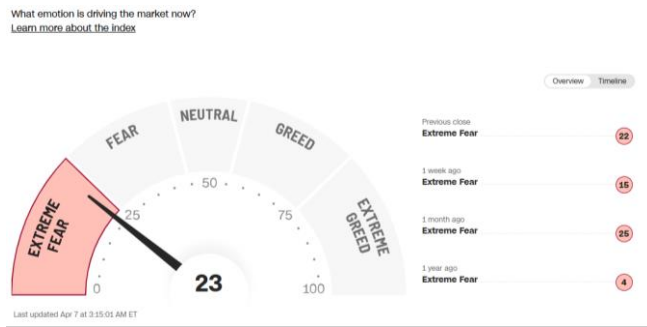 What emotion is driving the market now?
Learn more about the index
Overview Timeline
EXTREME FEAR
FEAR
NEUTRAL
GREED
EXTREME GREED
0
25
50
75
100
23
Last updated Apr 7 at 3:15:01 AM ET
Previous close
Extreme Fear 22
1 week ago
Extreme Fear 15
1 month ago
Extreme Fear 25
1 year ago
Extreme Fear 4